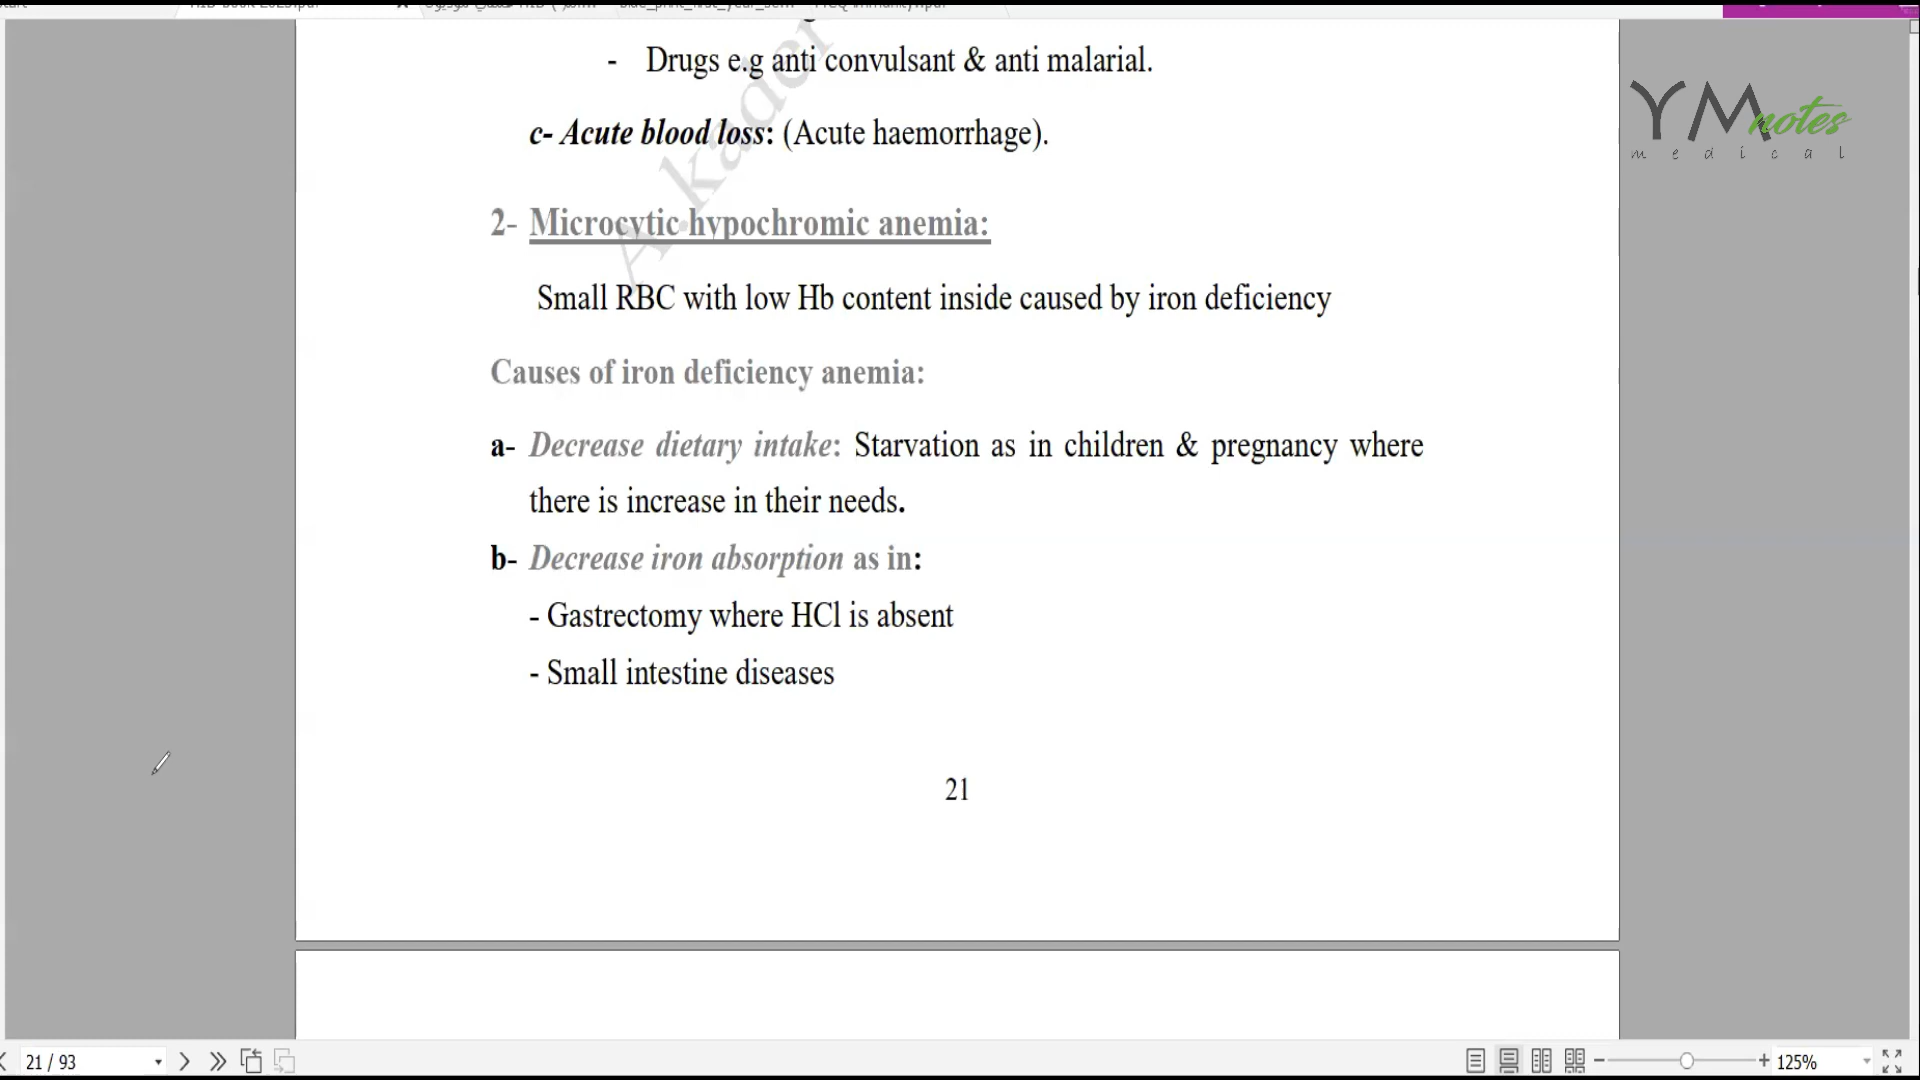 - Drugs e.g anti convulsant & anti malarial.
c- Acute blood loss: (Acute haemorrhage).
YM notes
medical
A.kader
2- Microcytic hypochromic anemia:
Small RBC with low Hb content inside caused by iron deficiency
Causes of iron deficiency anemia:
a- Decrease dietary intake: Starvation as in children & pregnancy where
there is increase in their needs.
b- Decrease iron absorption as in:
- Gastrectomy where HCl is absent
- Small intestine diseases
21
21 / 93
125%